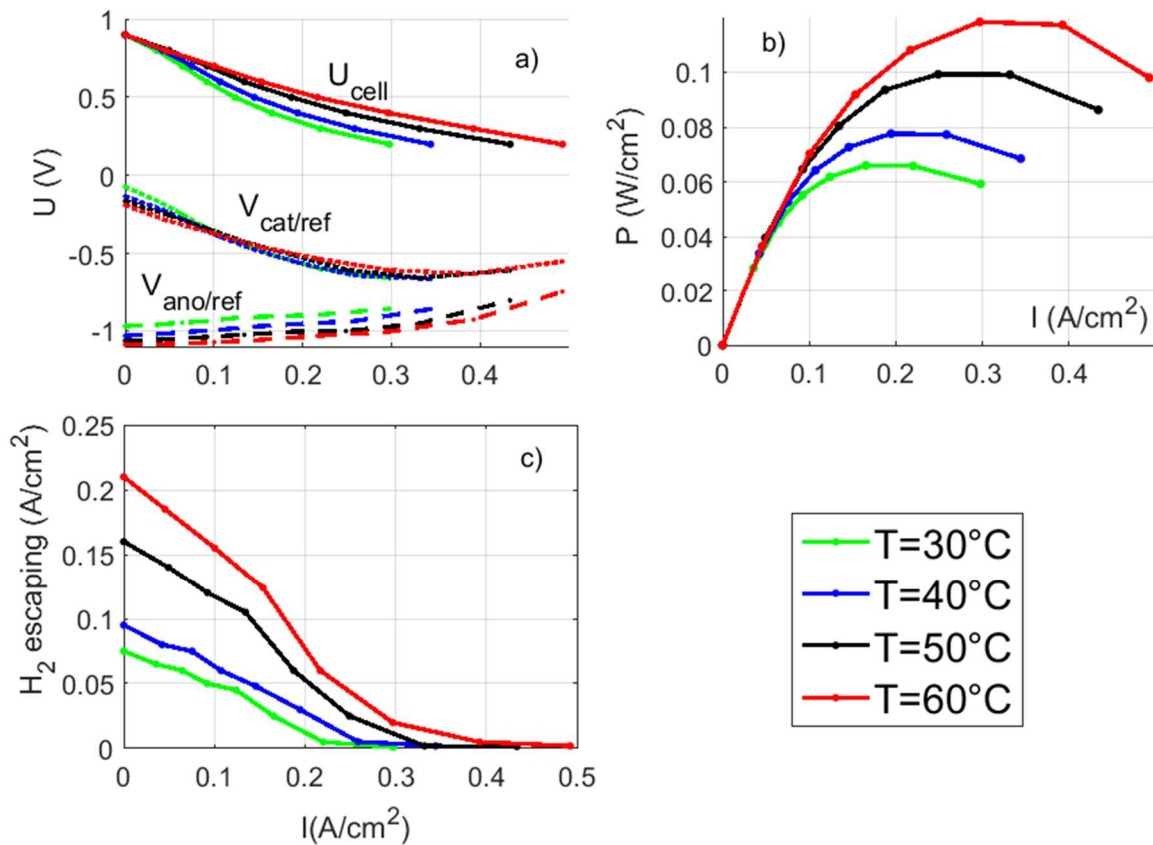 1
0.5
0
-0.5
-1
U (V)
a)
U_cell
V_cat/ref
V_ano/ref
0 0.1 0.2 0.3 0.4
0.1
0.08
0.06
0.04
0.02
0
P (W/cm²)
b)
I (A/cm²)
0 0.1 0.2 0.3 0.4
0.25
0.2
0.15
0.1
0.05
0
H₂ escaping (A/cm²)
c)
0 0.1 0.2 0.3 0.4 0.5
I(A/cm²)
T=30°C
T=40°C
T=50°C
T=60°C